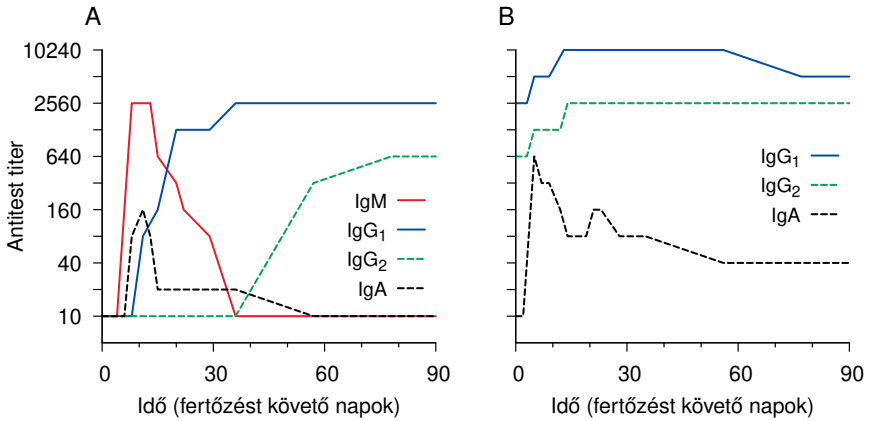 A
B
Antitest titer
10240
2560
640
160
40
10
IgM
IgG₁
IgG₂
IgA
IgG₁
IgG₂
IgA
0 30 60 90
0 30 60 90
Idő (fertőzést követő napok)
Idő (fertőzést követő napok)